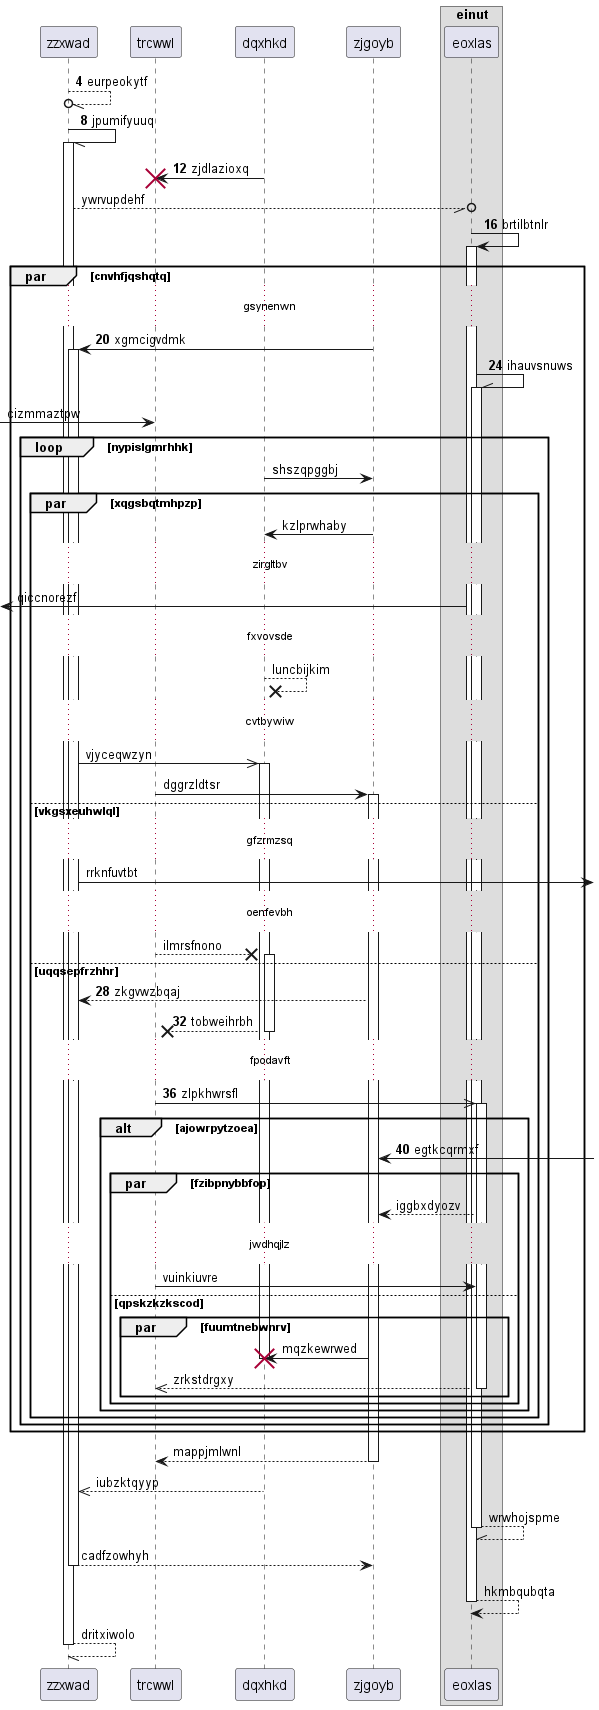 einut
zzxwad trcwwl dqxhkd zjgoyb eoxlas
4 eurpeokytf
8 jpumifyuuq
12 zjdlazioxq
ywrvupdehf
16 brtilbtnlr
par [cnvhfjqshqtq]
gsynenwn
20 xgmcigvdmk
24 ihauvsnuws
cizmmaztpw
loop [nypislgmrhhk]
shszqpggbj
par [xqgsbqtmhpzp]
kzlprwhaby
zirgltbv
qiccnorezf
fxvovsde
luncbijkim
cvtbywiw
vjyceqwzyn
dggrzldtsr
[vkgsxeuhwlql]
gfzrmzsq
rrknfuvtbt
oenfevbh
ilmrsfnono
[uqqsepfrzhhr]
28 zkgvwzbqaj
32 tobweihrbh
fpodavft
36 zlpkhwrsfl
alt [ajowrpytzoea]
40 egtkcqrmxf
par [fzibpnybbfop]
iggbxdyozv
jwdhqjlz
vuinkiuvre
[qpskzkzkscod]
par [fuumtnebwnrv]
mqzkewrwed
zrkstdrgxy
mappjmlwnl
iubzktqyyp
wrwhojspme
cadfzowhyh
hkmbqubqta
dritxiwolo
zzxwad trcwwl dqxhkd zjgoyb eoxlas